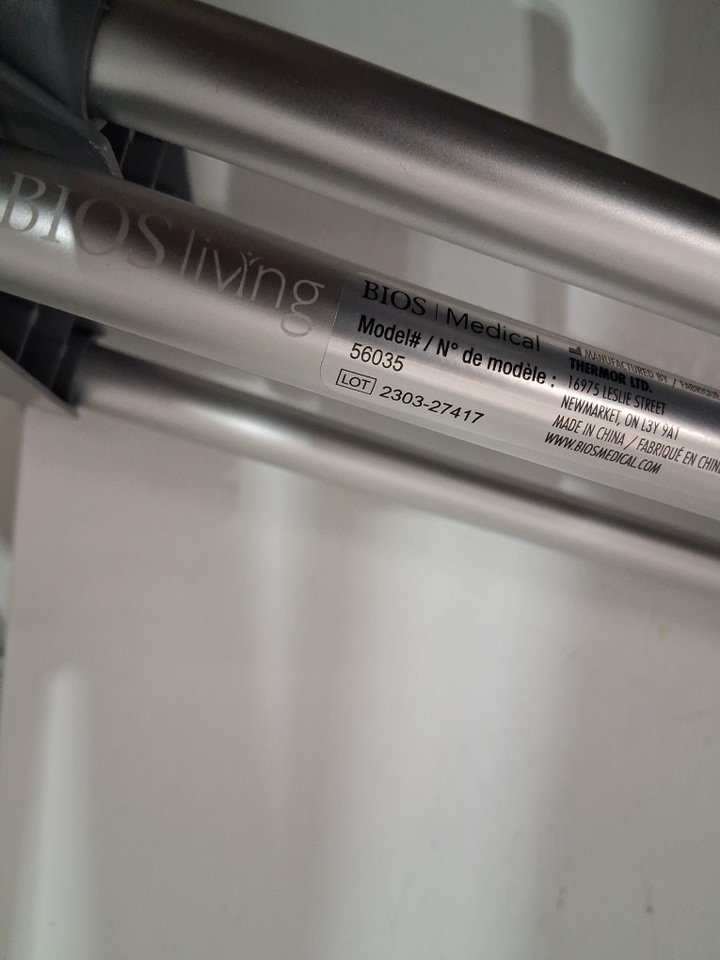 BIOS living
BIOS | Medical
Model# / N° de modèle :
56035
LOT 2303-27417
MANUFACTURED BY / FABRIQUÉ
THERMOR LTD.
16975 LESLIE STREET
NEWMARKET, ON L3Y 9A1
MADE IN CHINA / FABRIQUÉ EN CHINE
WWW.BIOSMEDICAL.COM